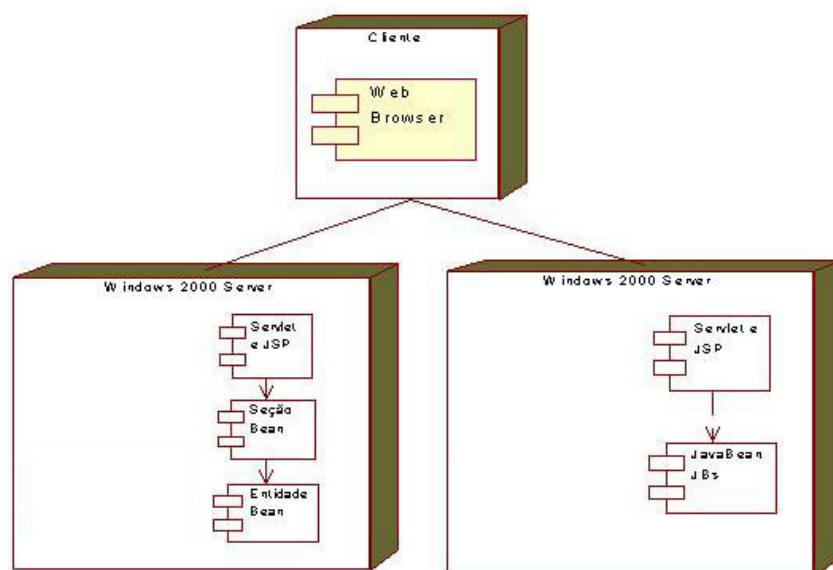 Cliente
Web
Browser
Windows 2000 Server
Servlet
e JSP
Seção
Bean
Entidade
Bean
Windows 2000 Server
Servlet e
JSP
JavaBean
JBs